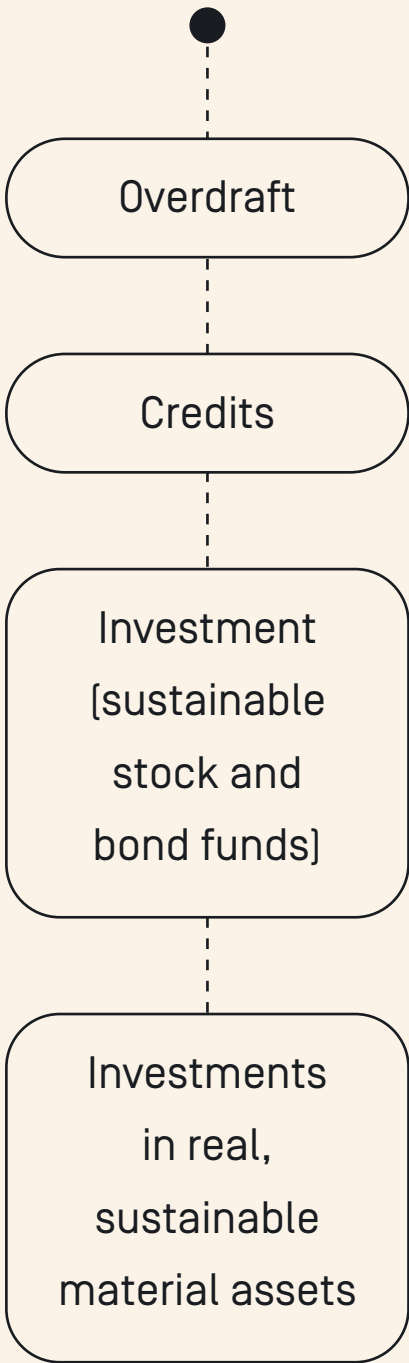 Overdraft
Credits
Investment
(sustainable
stock and
bond funds)
Investments
in real,
sustainable
material assets